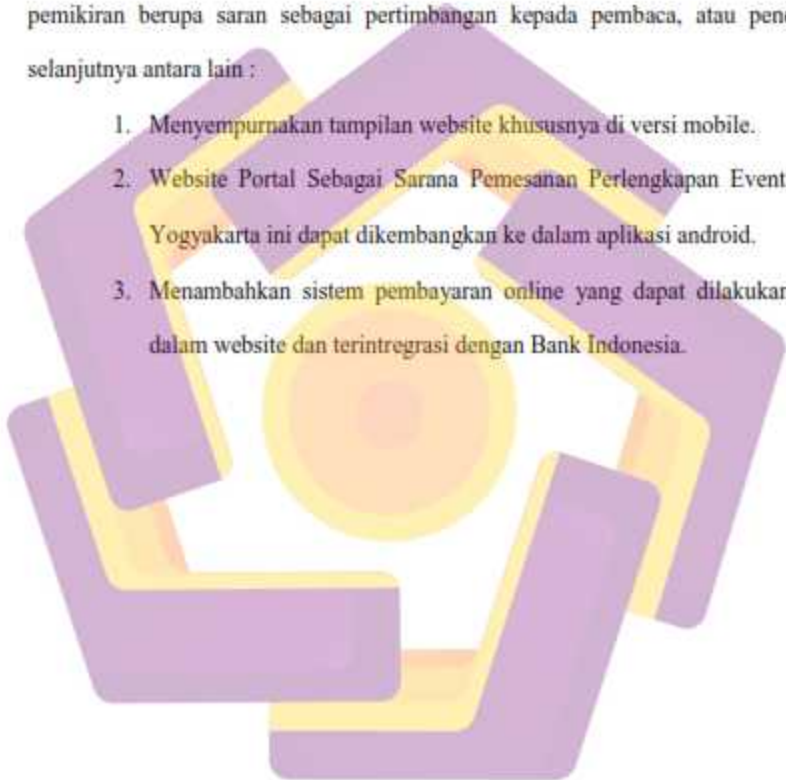 pemikiran berupa saran sebagai pertimbangan kepada pembaca, atau
selanjutnya antara lain :
1. Menyempurnakan tampilan website khususnya di versi mobile.
2. Website Portal Sebagai Sarana Pemesanan Perlengkapan Event
Yogyakarta ini dapat dikembangkan ke dalam aplikasi android.
3. Menambahkan sistem pembayaran online yang dapat dilakukan
dalam website dan terintregrasi dengan Bank Indonesia.